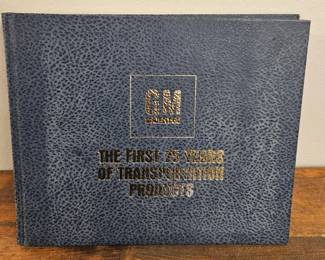 GM
THE FIRST 75 YEARS
OF TRANSPORTATION
PRODUCTS